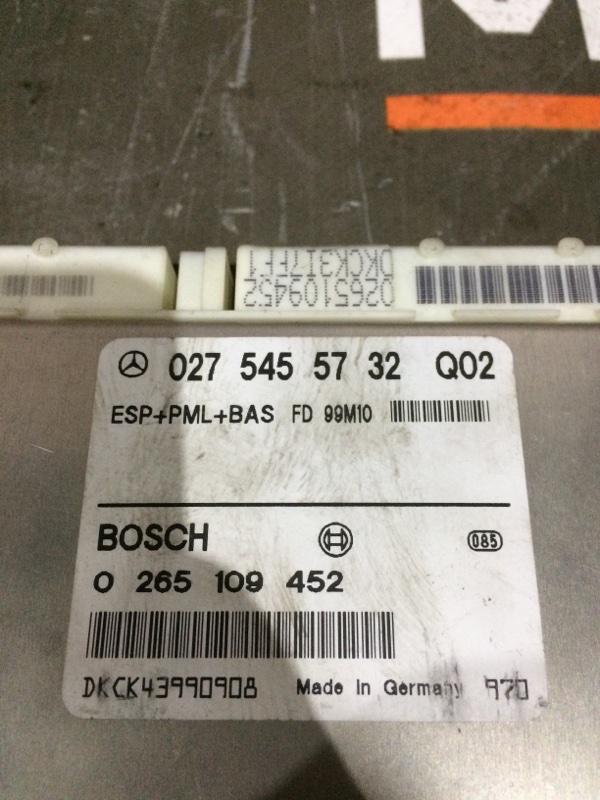 0265109452
DKCK3I7FF1
027 545 57 32 Q02
ESP+PML+BAS FD 99M10
BOSCH
085
0 265 109 452
DKCK43990908 Made in Germany 970